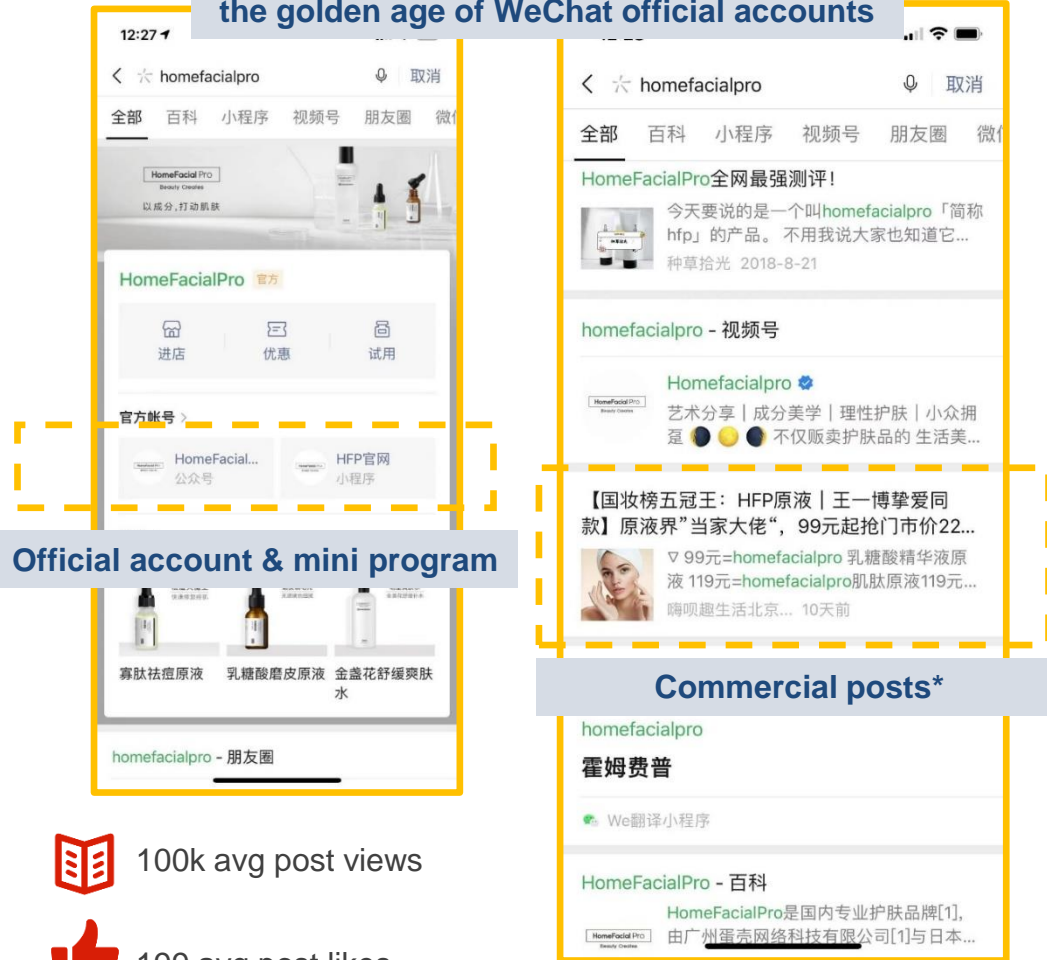 the golden age of WeChat official accounts
12:27
homefacialpro
取消
全部 百科 小程序 视频号 朋友圈
HomeFacial Pro
Beauty Creates
以成分,打动肌肤
HomeFacialPro 官方
进店 优惠 试用
官方帐号 >
HomeFacial...
公众号
HFP官网
小程序
Official account & mini program
寡肽祛痘原液 乳糖酸磨皮原液 金盏花舒缓爽肤
水
homefacialpro - 朋友圈
100k avg post views
100 avg post likes
homefacialpro
取消
全部 百科 小程序 视频号 朋友圈
HomeFacialPro全网最强测评!
今天要说的是一个叫homefacialpro「简称
hfp」的产品。 不用我说大家也知道它...
种草拾光 2018-8-21
homefacialpro - 视频号
HomeFacial Pro
Beauty Creates
Homefacialpro
艺术分享｜成分美学｜理性护肤｜小众拥
趸 🌒 🌕 🌘 不仅贩卖护肤品的 生活美...
【国妆榜五冠王：HFP原液｜王一博挚爱同
款】原液界”当家大佬“，99元起抢门市价22...
▽ 99元=homefacialpro 乳糖酸精华液原
液 119元=homefacialpro肌肽原液119元...
嗨呗趣生活北京... 10天前
Commercial posts*
homefacialpro
霍姆费普
We翻译小程序
HomeFacialPro - 百科
HomeFacial Pro
Beauty Creates
HomeFacialPro是国内专业护肤品牌[1],
由广州蛋壳网络科技有限公司[1]与日本...